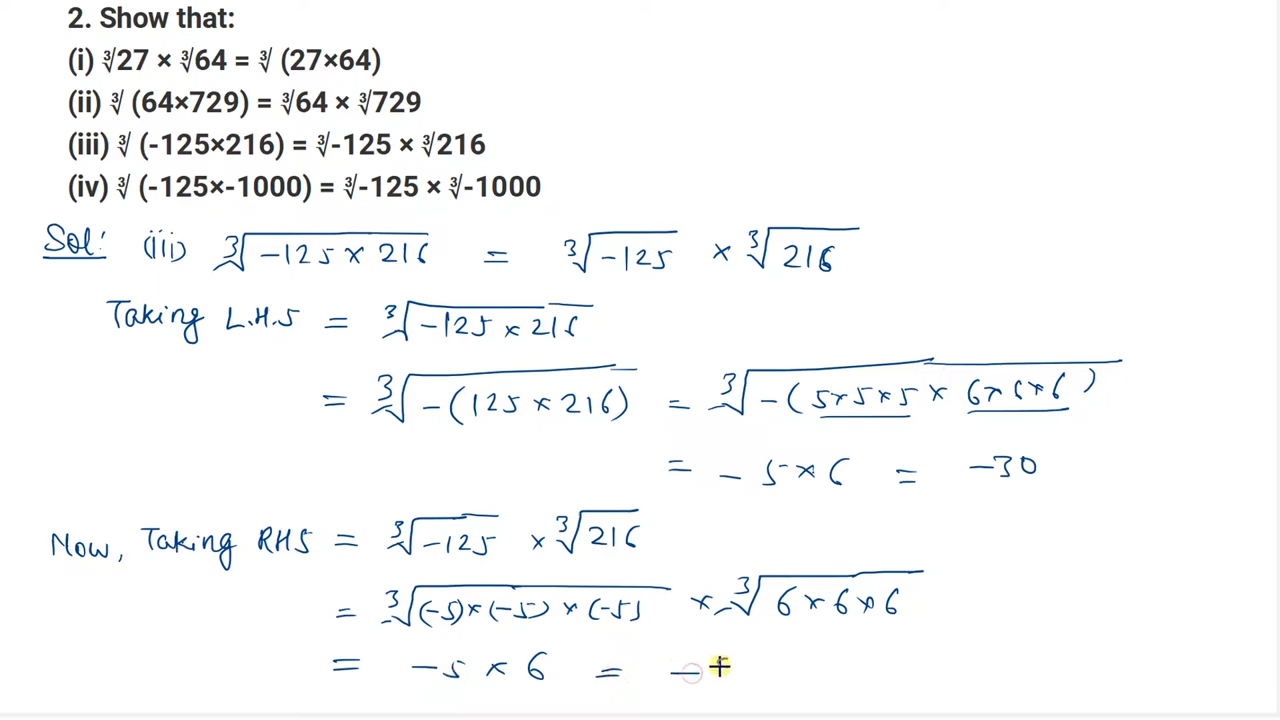 2. Show that:
(i) ∛27 × ∛64 = ∛ (27×64)
(ii) ∛ (64×729) = ∛64 × ∛729
(iii) ∛ (-125×216) = ∛-125 × ∛216
(iv) ∛ (-125×-1000) = ∛-125 × ∛-1000
Sol: (iii) ∛-125 × 216 = ∛-125 × ∛216
Taking L.H.S = ∛-125 × 216
= ∛-(125 × 216) = ∛-(5×5×5 × 6×6×6)
= - 5×6 = -30
Now, Taking RHS = ∛-125 × ∛216
= ∛(-5)×(-5)×(-5) × ∛6×6×6
= -5 × 6 = -